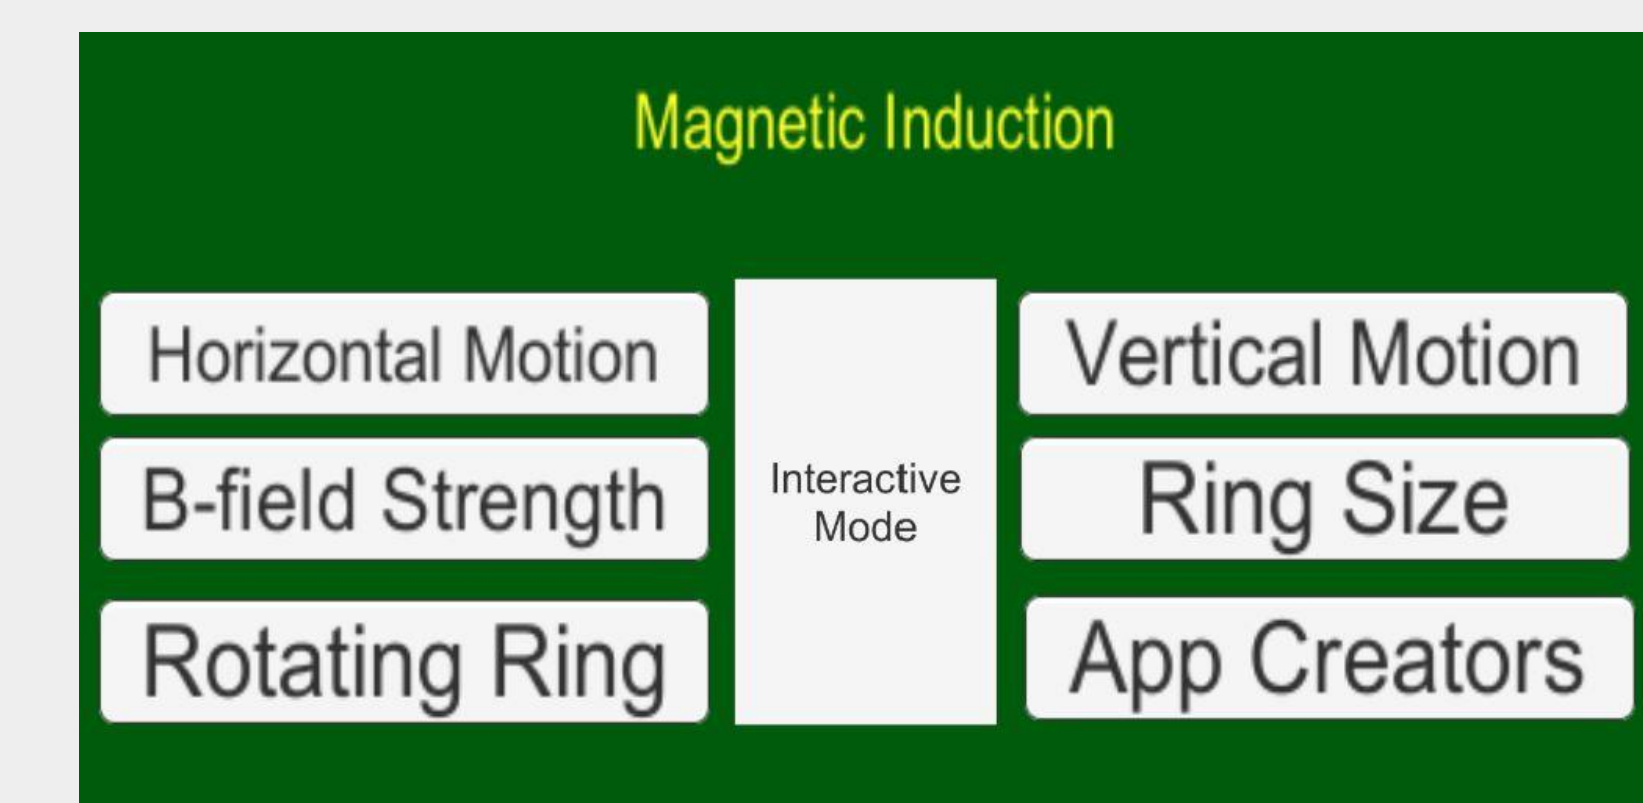 Magnetic Induction
Horizontal Motion
B-field Strength
Rotating Ring
Interactive
Mode
Vertical Motion
Ring Size
App Creators